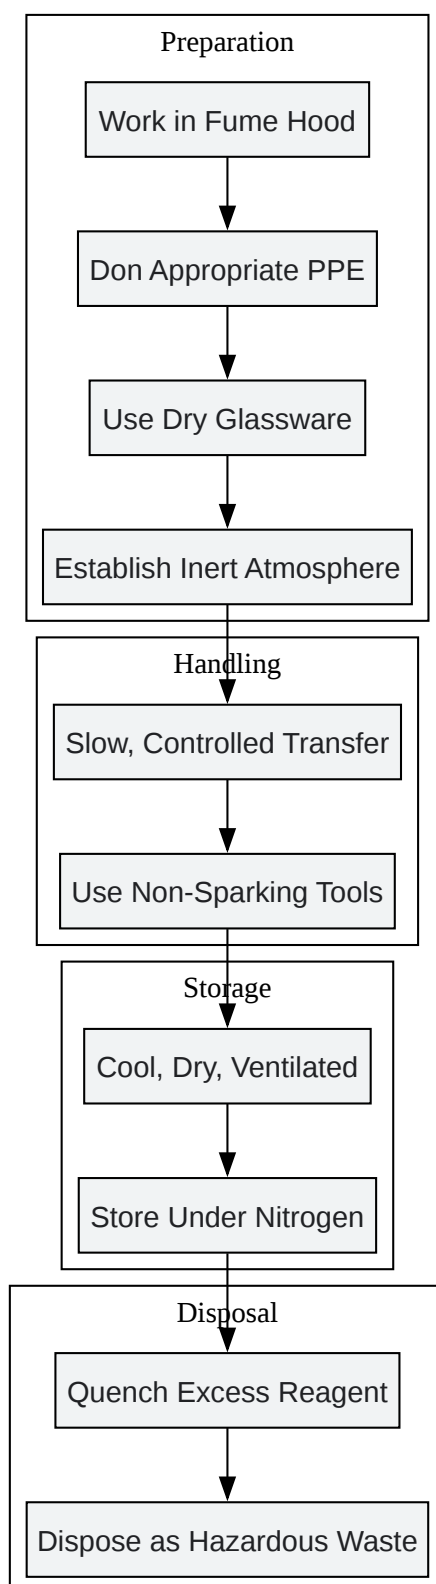 Preparation
Work in Fume Hood
Don Appropriate PPE
Use Dry Glassware
Establish Inert Atmosphere
Handling
Slow, Controlled Transfer
Use Non-Sparking Tools
Storage
Cool, Dry, Ventilated
Store Under Nitrogen
Disposal
Quench Excess Reagent
Dispose as Hazardous Waste